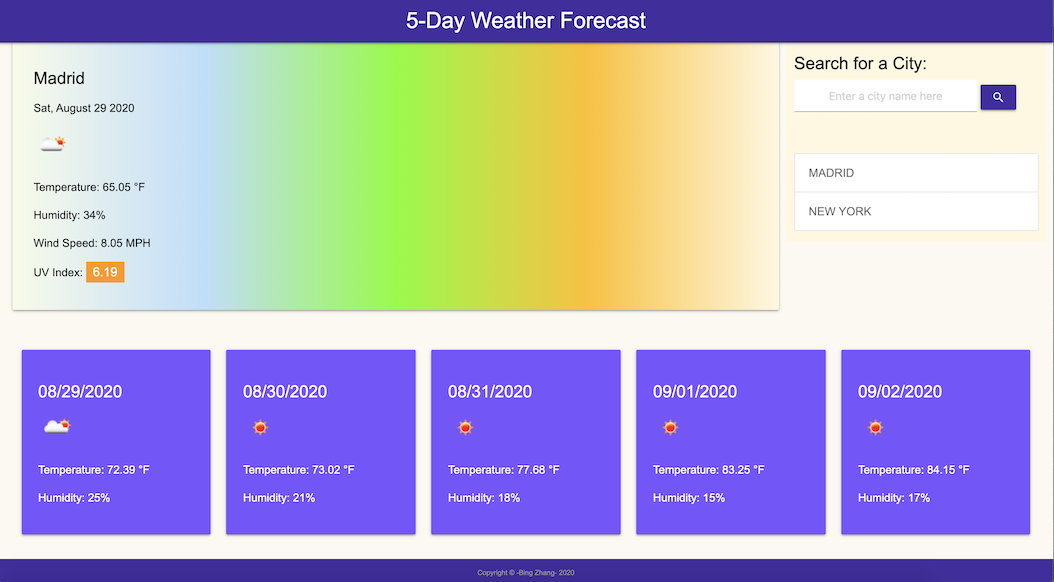 5-Day Weather Forecast
Madrid
Sat, August 29 2020
Temperature: 65.05 °F
Humidity: 34%
Wind Speed: 8.05 MPH
UV Index: 6.19
Search for a City:
Enter a city name here
MADRID
NEW YORK
08/29/2020
Temperature: 72.39 °F
Humidity: 25%
08/30/2020
Temperature: 73.02 °F
Humidity: 21%
08/31/2020
Temperature: 77.68 °F
Humidity: 18%
09/01/2020
Temperature: 83.25 °F
Humidity: 15%
09/02/2020
Temperature: 84.15 °F
Humidity: 17%
Copyright © -Bing Zhang- 2020